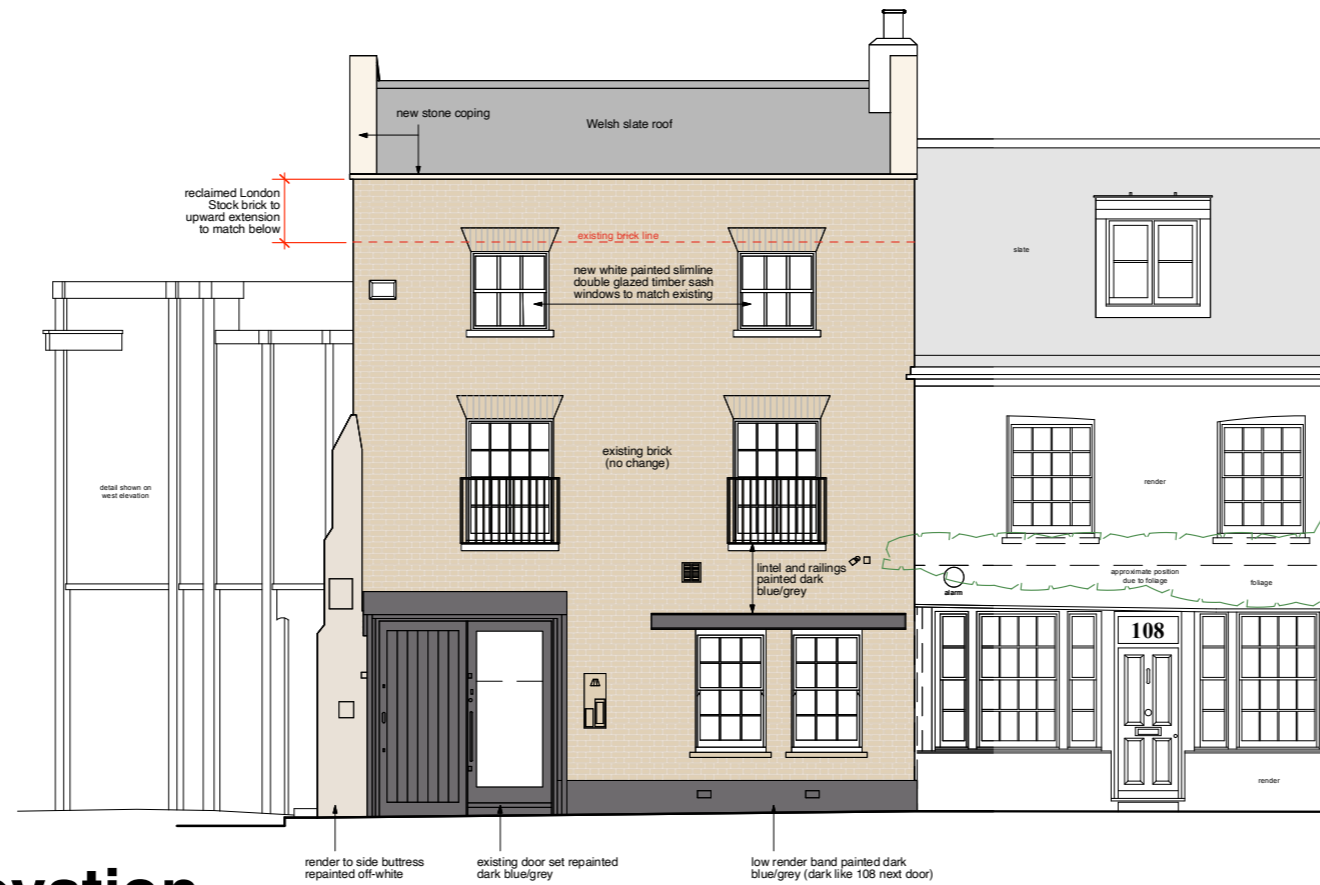 new stone coping
Welsh slate roof
reclaimed London
Stock brick to
upward extension
to match below
existing brick line
slate
new white painted slimline
double glazed timber sash
windows to match existing
existing brick
(no change)
detail shown on
west elevation
render
lintel and railings
painted dark
blue/grey
alarm
approximate position
due to foliage
foliage
108
render
render to side buttress
repainted off-white
existing door set repainted
dark blue/grey
low render band painted dark
blue/grey (dark like 108 next door)